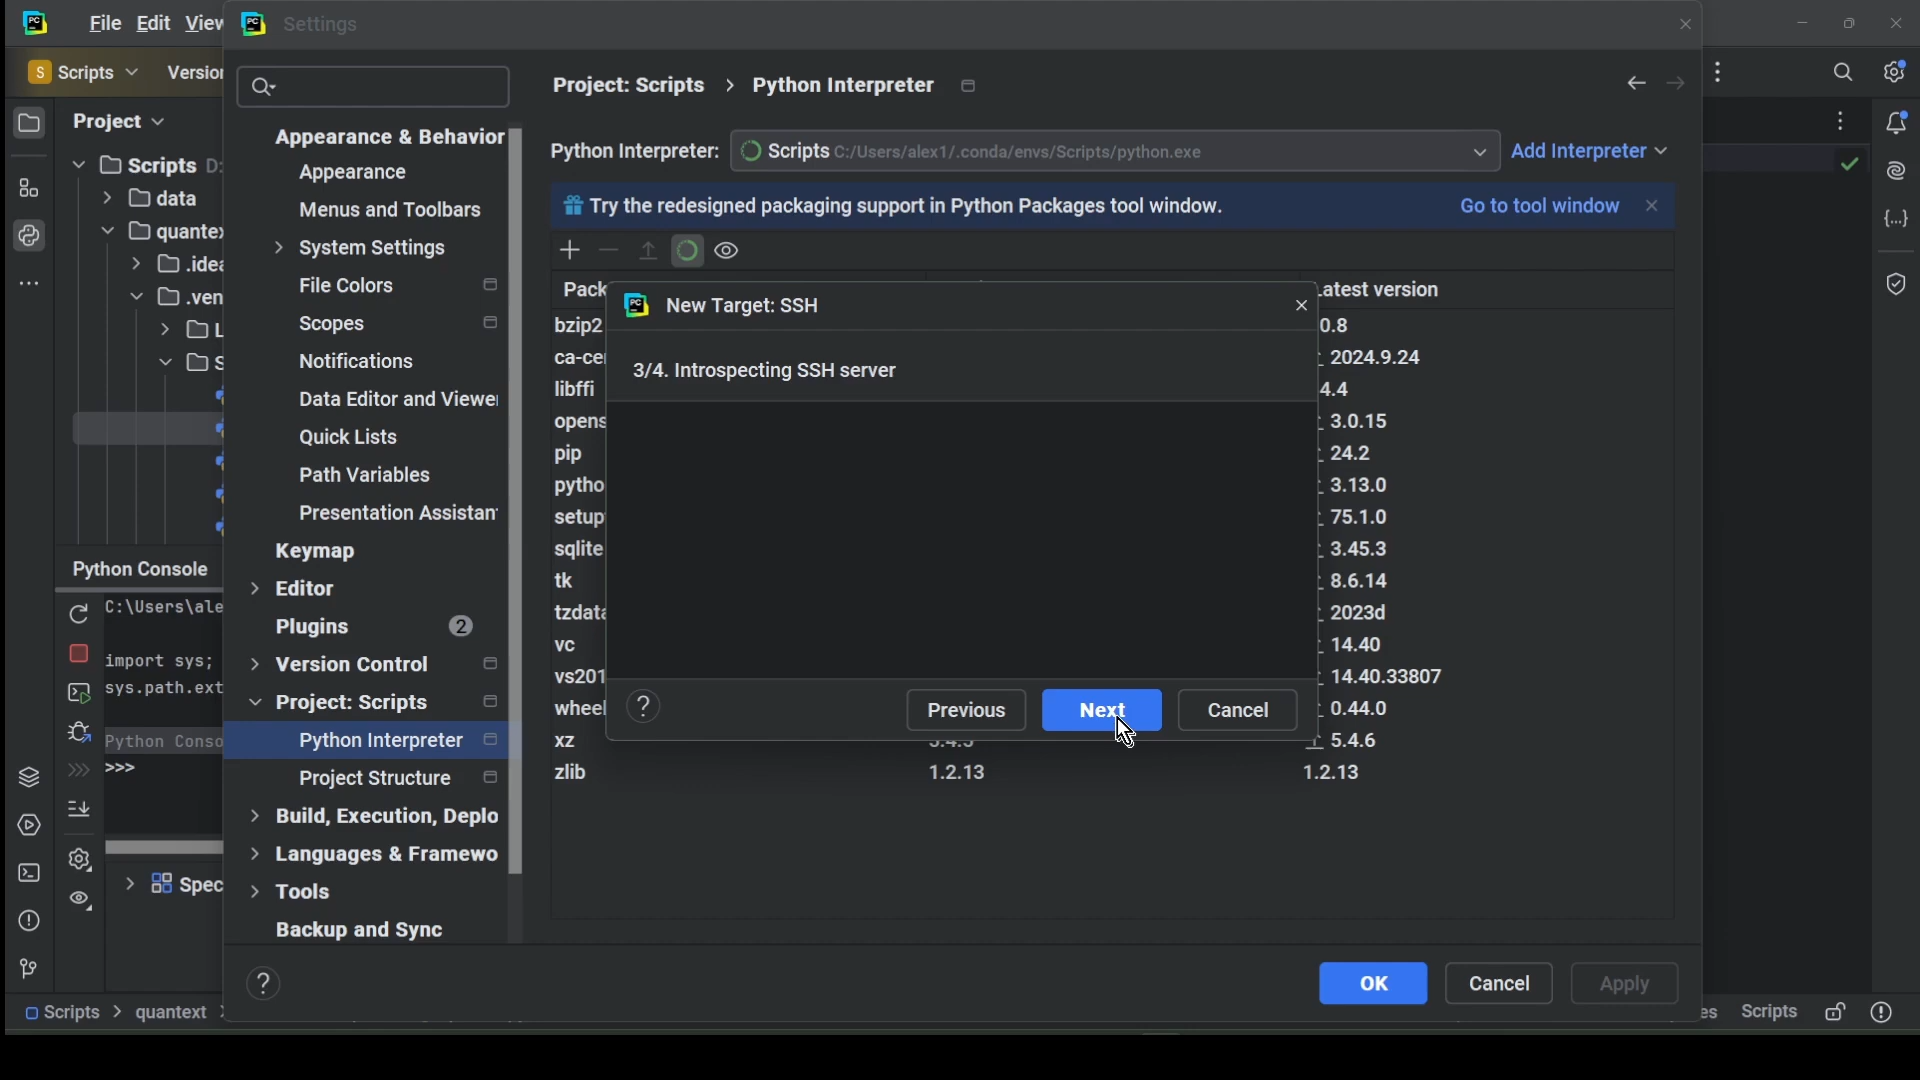 File Edit View
Settings
S Scripts
Version
Project
Scripts D:
data
quantex
.idea
.ven
L
S
Python Console
C:\Users\ale
import sys;
sys.path.ext
Python Conso
>>>
Spec
Appearance & Behavior
Appearance
Menus and Toolbars
System Settings
File Colors
Scopes
Notifications
Data Editor and Viewer
Quick Lists
Path Variables
Presentation Assistant
Keymap
Editor
Plugins 2
Version Control
Project: Scripts
Python Interpreter
Project Structure
Build, Execution, Deplo
Languages & Framewo
Tools
Backup and Sync
Project: Scripts › Python Interpreter
Python Interpreter: Scripts C:/Users/alex1/.conda/envs/Scripts/python.exe Add Interpreter
Try the redesigned packaging support in Python Packages tool window. Go to tool window
Pack Latest version
bzip2 0.8
ca-cer 2024.9.24
libffi 4.4
opens 3.0.15
pip 24.2
pytho 3.13.0
setup 75.1.0
sqlite 3.45.3
tk 8.6.14
tzdata 2023d
vc 14.40
vs201 14.40.33807
wheel 0.44.0
xz 5.4.6
zlib 1.2.13 1.2.13
New Target: SSH
3/4. Introspecting SSH server
? Previous Next Cancel
? OK Cancel Apply
Scripts › quantext
es Scripts